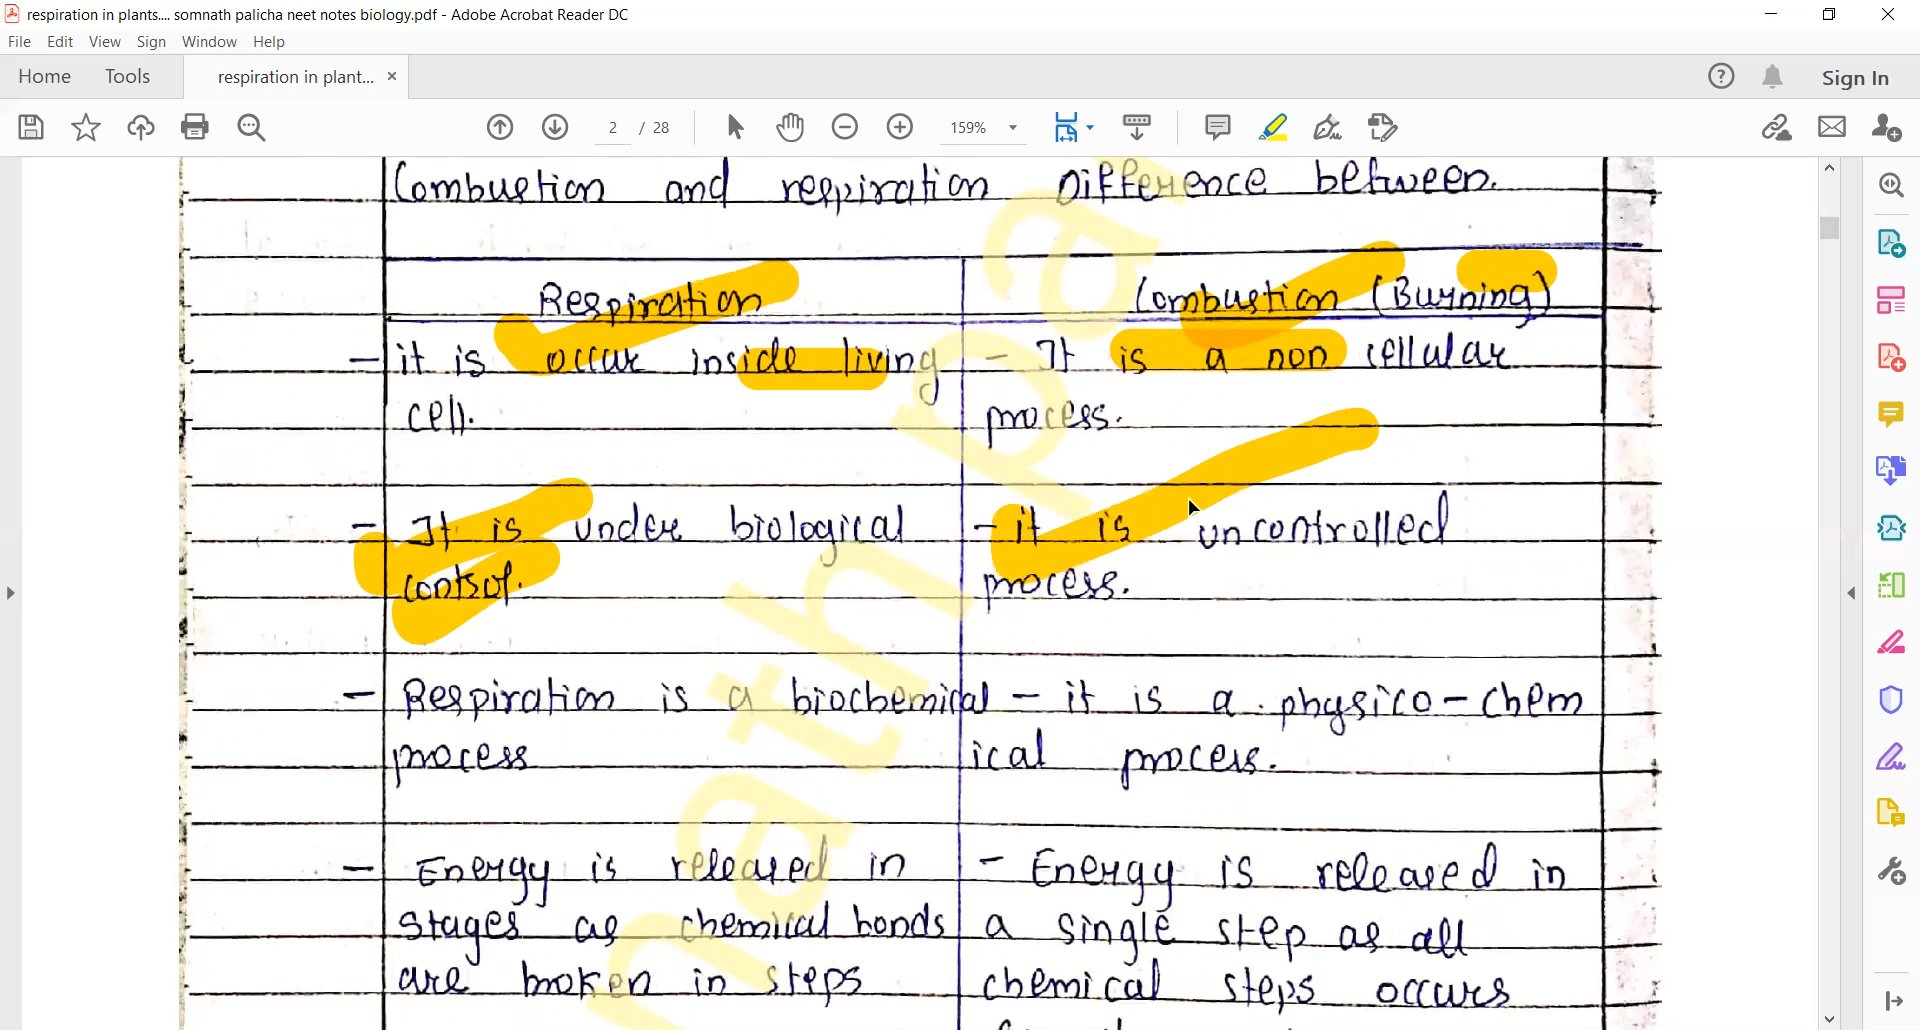 respiration in plants.... somnath palicha neet notes biology.pdf - Adobe Acrobat Reader DC
File Edit View Sign Window Help
Home Tools respiration in plant... × Sign In
2 / 28 159%
Combustion and respiration Difference between.
Respiration
Combustion (Burning)
- it is occur inside living
cell.
- It is a non cellular
process.
- It is under biological
control.
- it is uncontrolled
process.
- Respiration is a biochemical
process
- it is a physico - chem
ical process.
- Energy is released in
stages as chemical bonds
are broken in steps
- Energy is released in
a single step as all
chemical steps occurs
nath pa